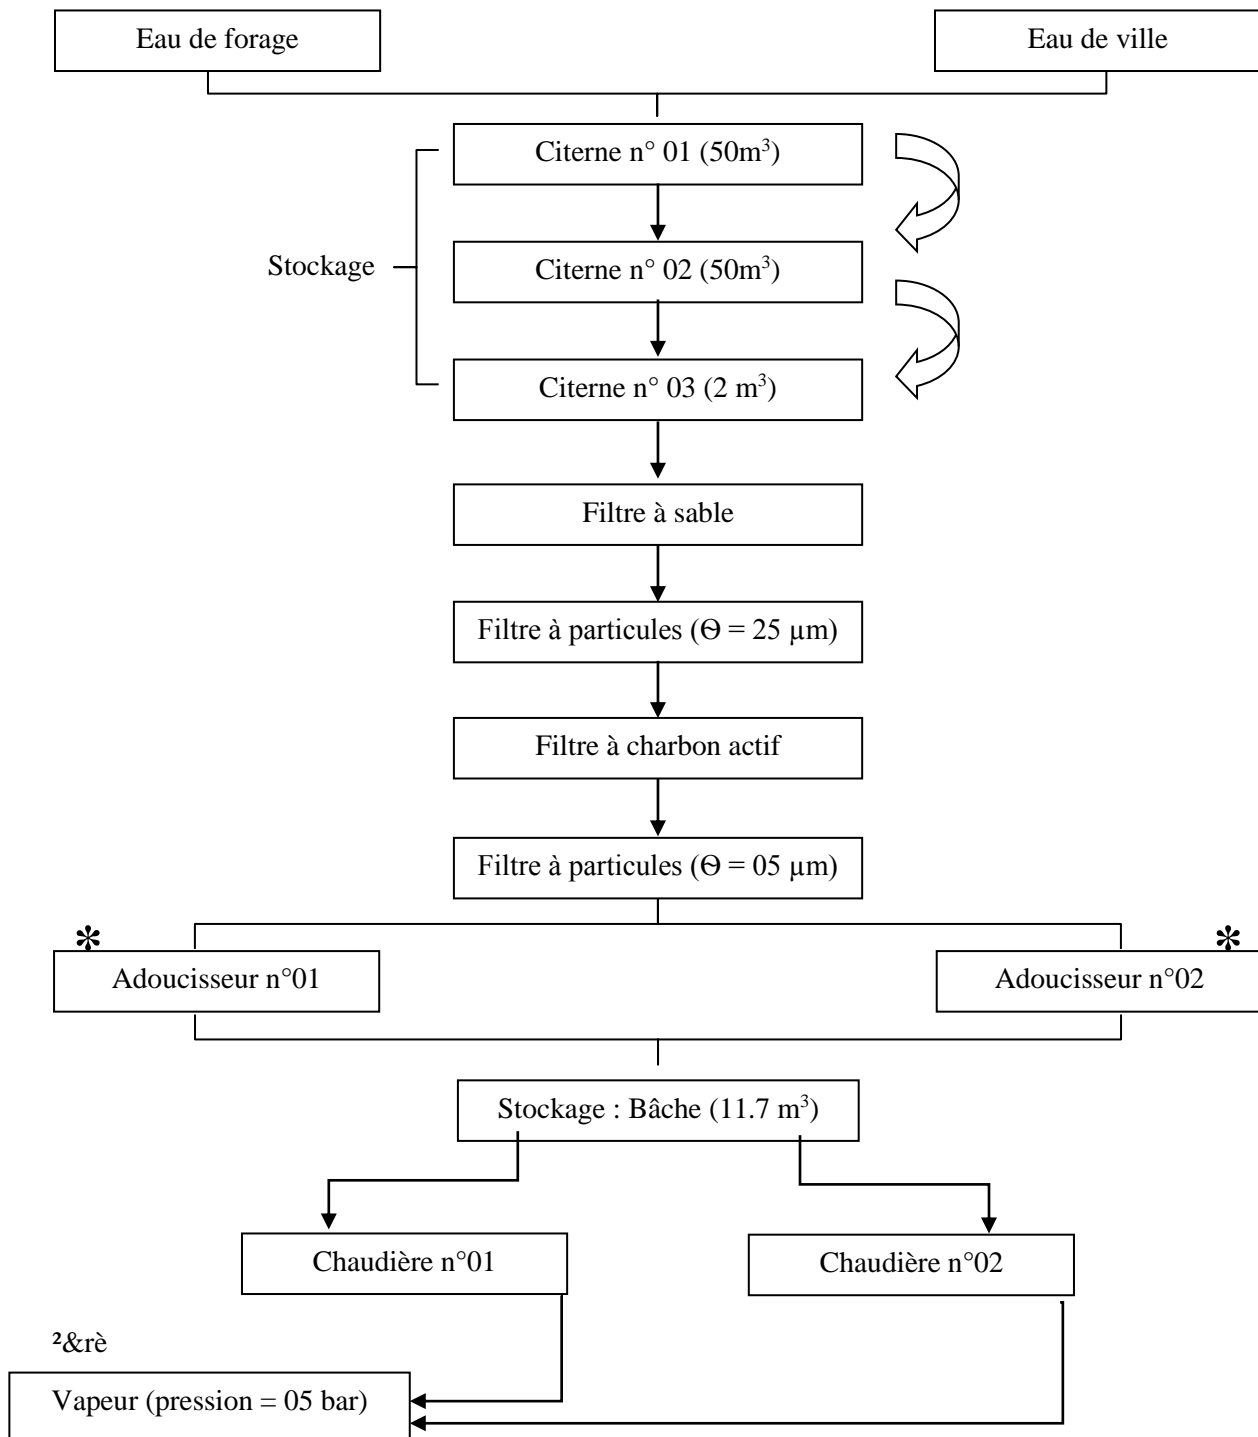 Eau de forage
Eau de ville
Citerne n° 01 (50m³)
Stockage
Citerne n° 02 (50m³)
Citerne n° 03 (2 m³)
Filtre à sable
Filtre à particules (Ө = 25 µm)
Filtre à charbon actif
Filtre à particules (Ө = 05 µm)
* *
Adoucisseur n°01
Adoucisseur n°02
Stockage : Bâche (11.7 m³)
Chaudière n°01
Chaudière n°02
²&rè
Vapeur (pression = 05 bar)